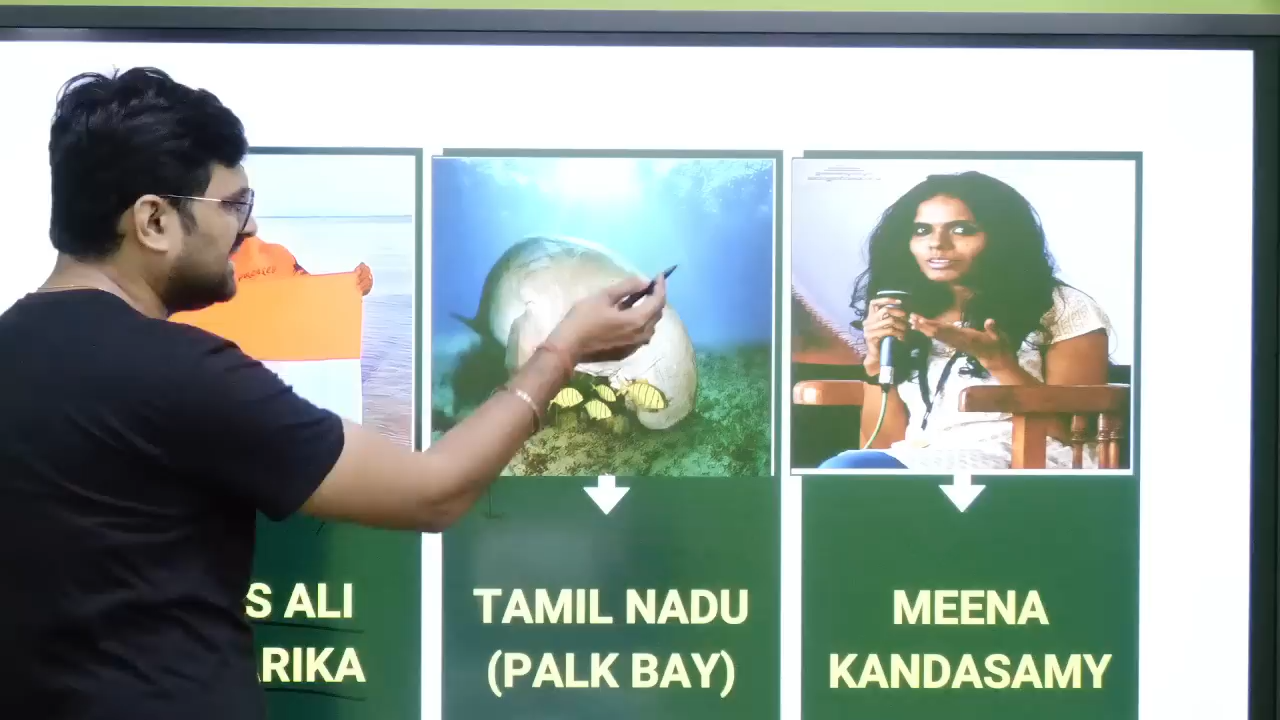 S ALI
RIKA
TAMIL NADU
(PALK BAY)
MEENA
KANDASAMY